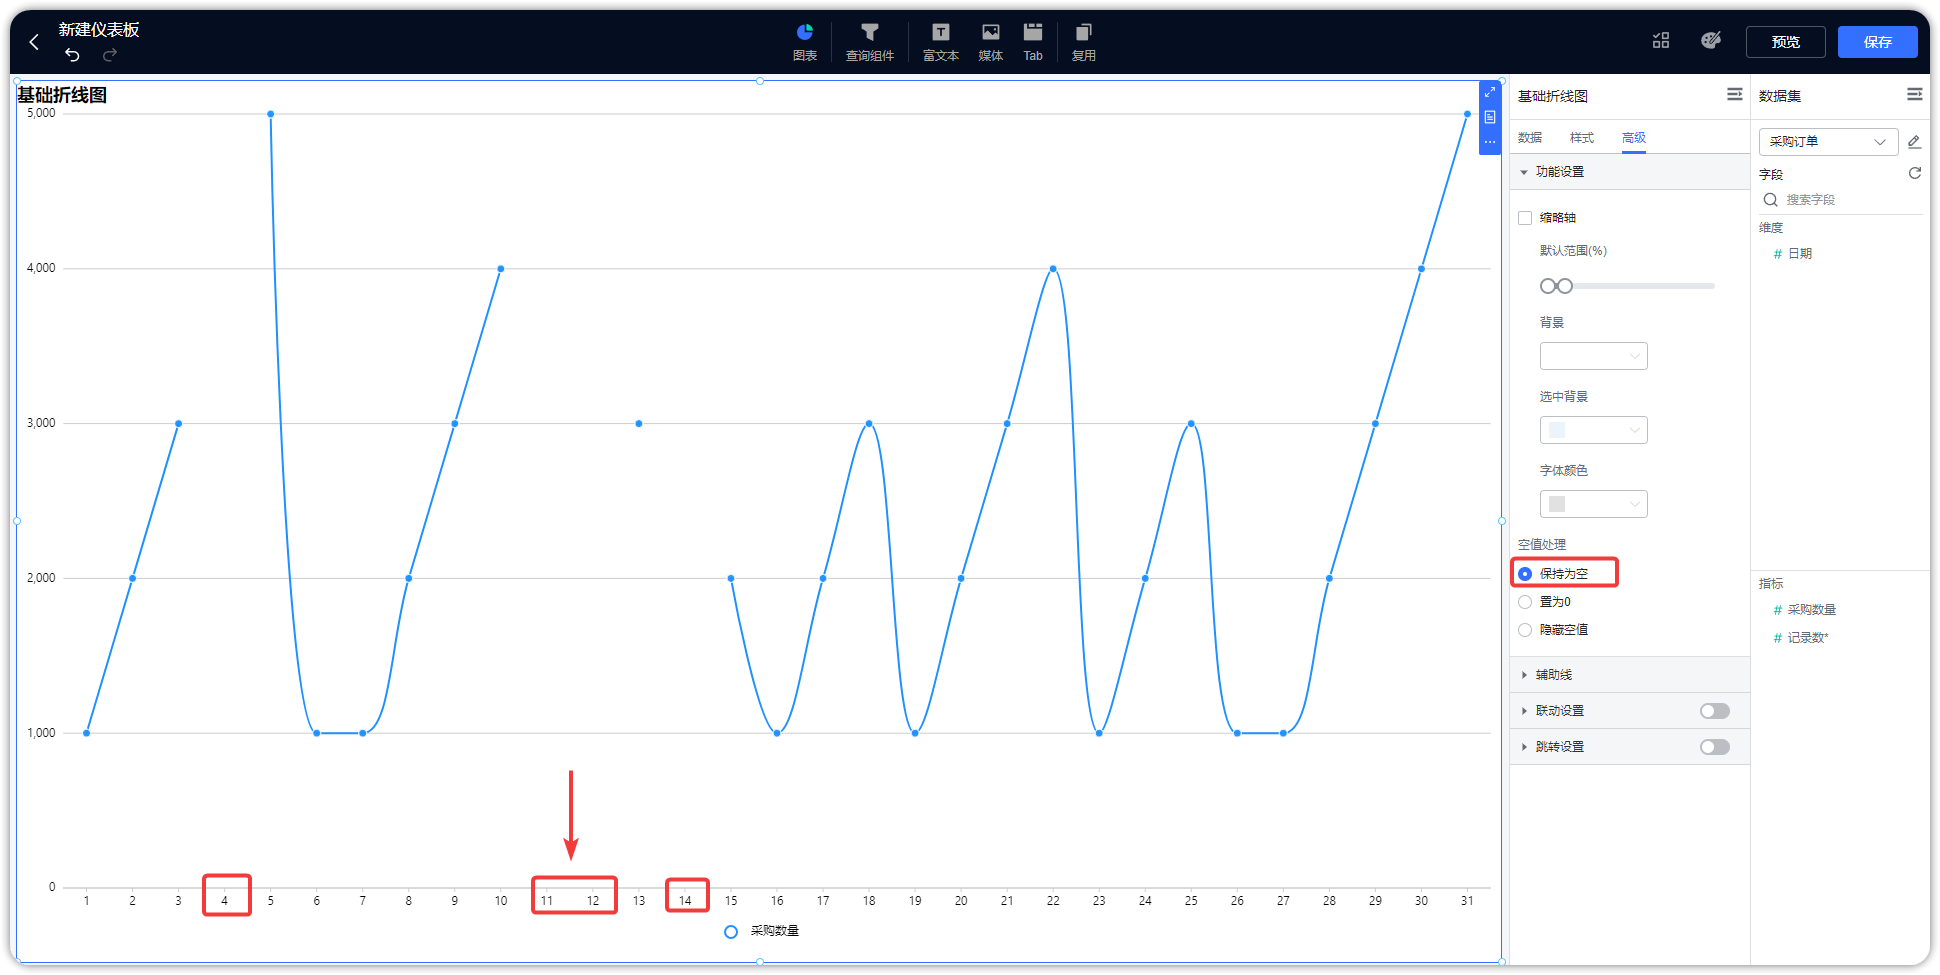 新建仪表板
图表
查询组件
富文本
媒体
Tab
复用
预览
保存
基础折线图
5,000
4,000
3,000
2,000
1,000
0
1 2 3 4 5 6 7 8 9 10 11 12 13 14 15 16 17 18 19 20 21 22 23 24 25 26 27 28 29 30 31
采购数量
基础折线图
数据 样式 高级
功能设置
缩略轴
默认范围(%)
背景
选中背景
字体颜色
空值处理
保持为空
置为0
隐藏空值
辅助线
联动设置
跳转设置
数据集
采购订单
字段
搜索字段
维度
# 日期
指标
# 采购数量
# 记录数*